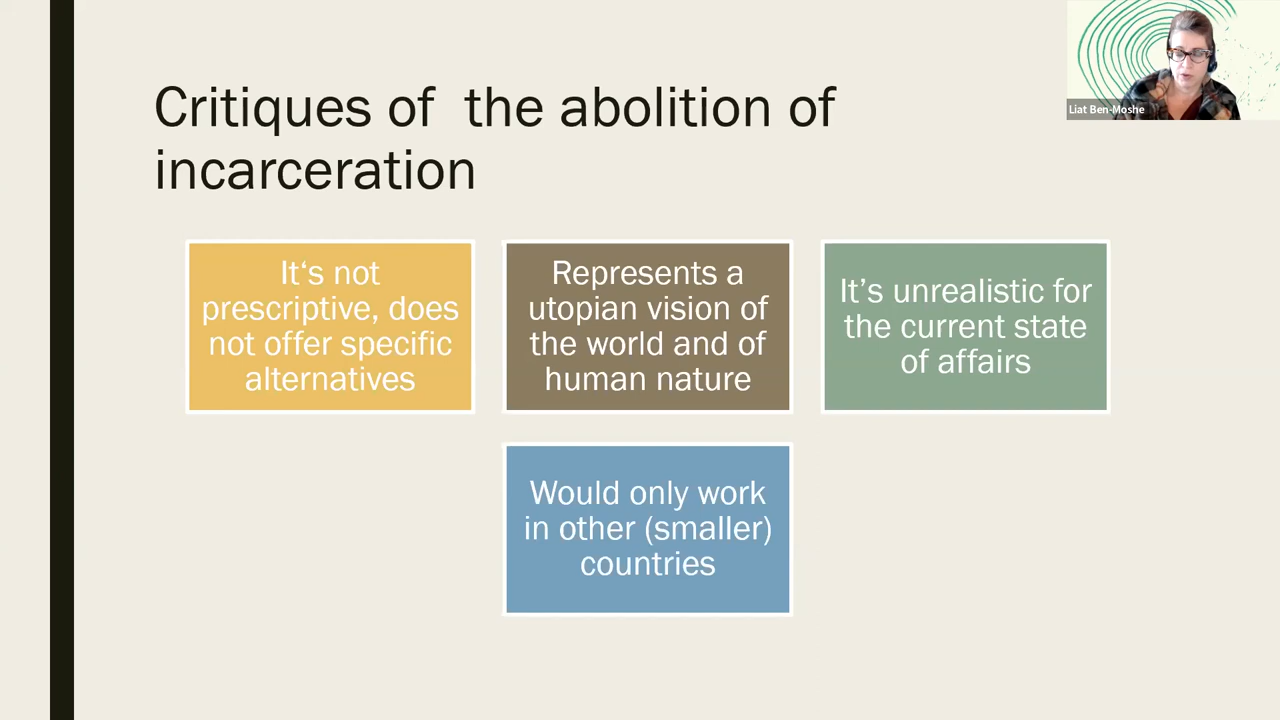 Critiques of  the abolition of
incarceration
It‘s not
prescriptive, does
not offer specific
alternatives
Represents a
utopian vision of
the world and of
human nature
It’s unrealistic for
the current state
of affairs
Would only work
in other (smaller)
countries
Liat Ben-Moshe